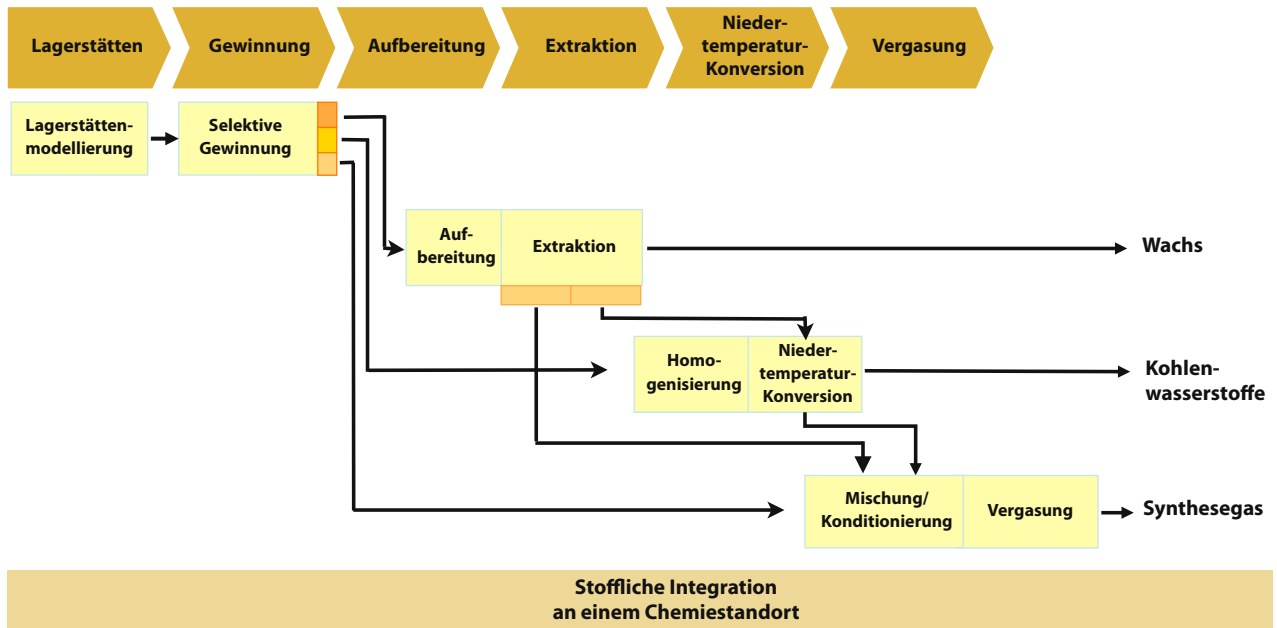 Lagerstätten
Gewinnung
Aufbereitung
Extraktion
Nieder-
temperatur-
Konversion
Vergasung
Lagerstätten-
modellierung
Selektive
Gewinnung
Auf-
bereitung
Extraktion
Wachs
Homo-
genisierung
Nieder-
temperatur-
Konversion
Kohlen-
wasserstoffe
Mischung/
Konditionierung
Vergasung
Synthesegas
Stoffliche Integration
an einem Chemiestandort